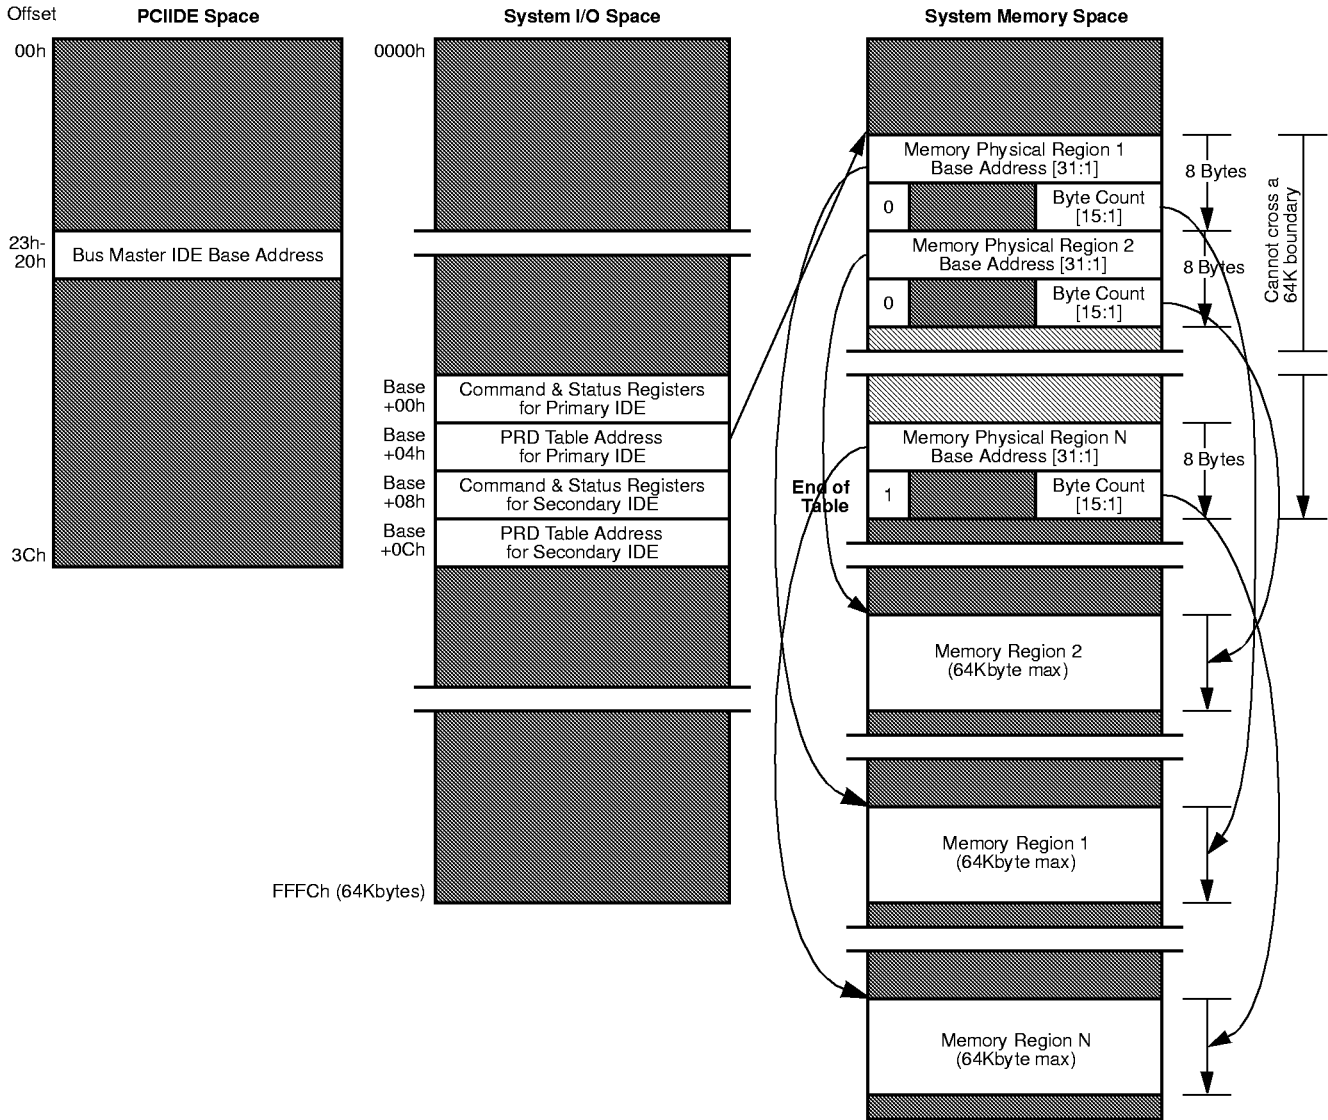 Offset
PCIIDE Space
00h
23h-
20h
Bus Master IDE Base Address
3Ch
System I/O Space
0000h
Base
+00h
Command & Status Registers
for Primary IDE
Base
+04h
PRD Table Address
for Primary IDE
Base
+08h
Command & Status Registers
for Secondary IDE
Base
+0Ch
PRD Table Address
for Secondary IDE
FFFCh (64Kbytes)
System Memory Space
Memory Physical Region 1
Base Address [31:1]
0
Byte Count
[15:1]
8 Bytes
Memory Physical Region 2
Base Address [31:1]
0
Byte Count
[15:1]
8 Bytes
Cannot cross a
64K boundary
Memory Physical Region N
Base Address [31:1]
End of
Table
1
Byte Count
[15:1]
8 Bytes
Memory Region 2
(64Kbyte max)
Memory Region 1
(64Kbyte max)
Memory Region N
(64Kbyte max)